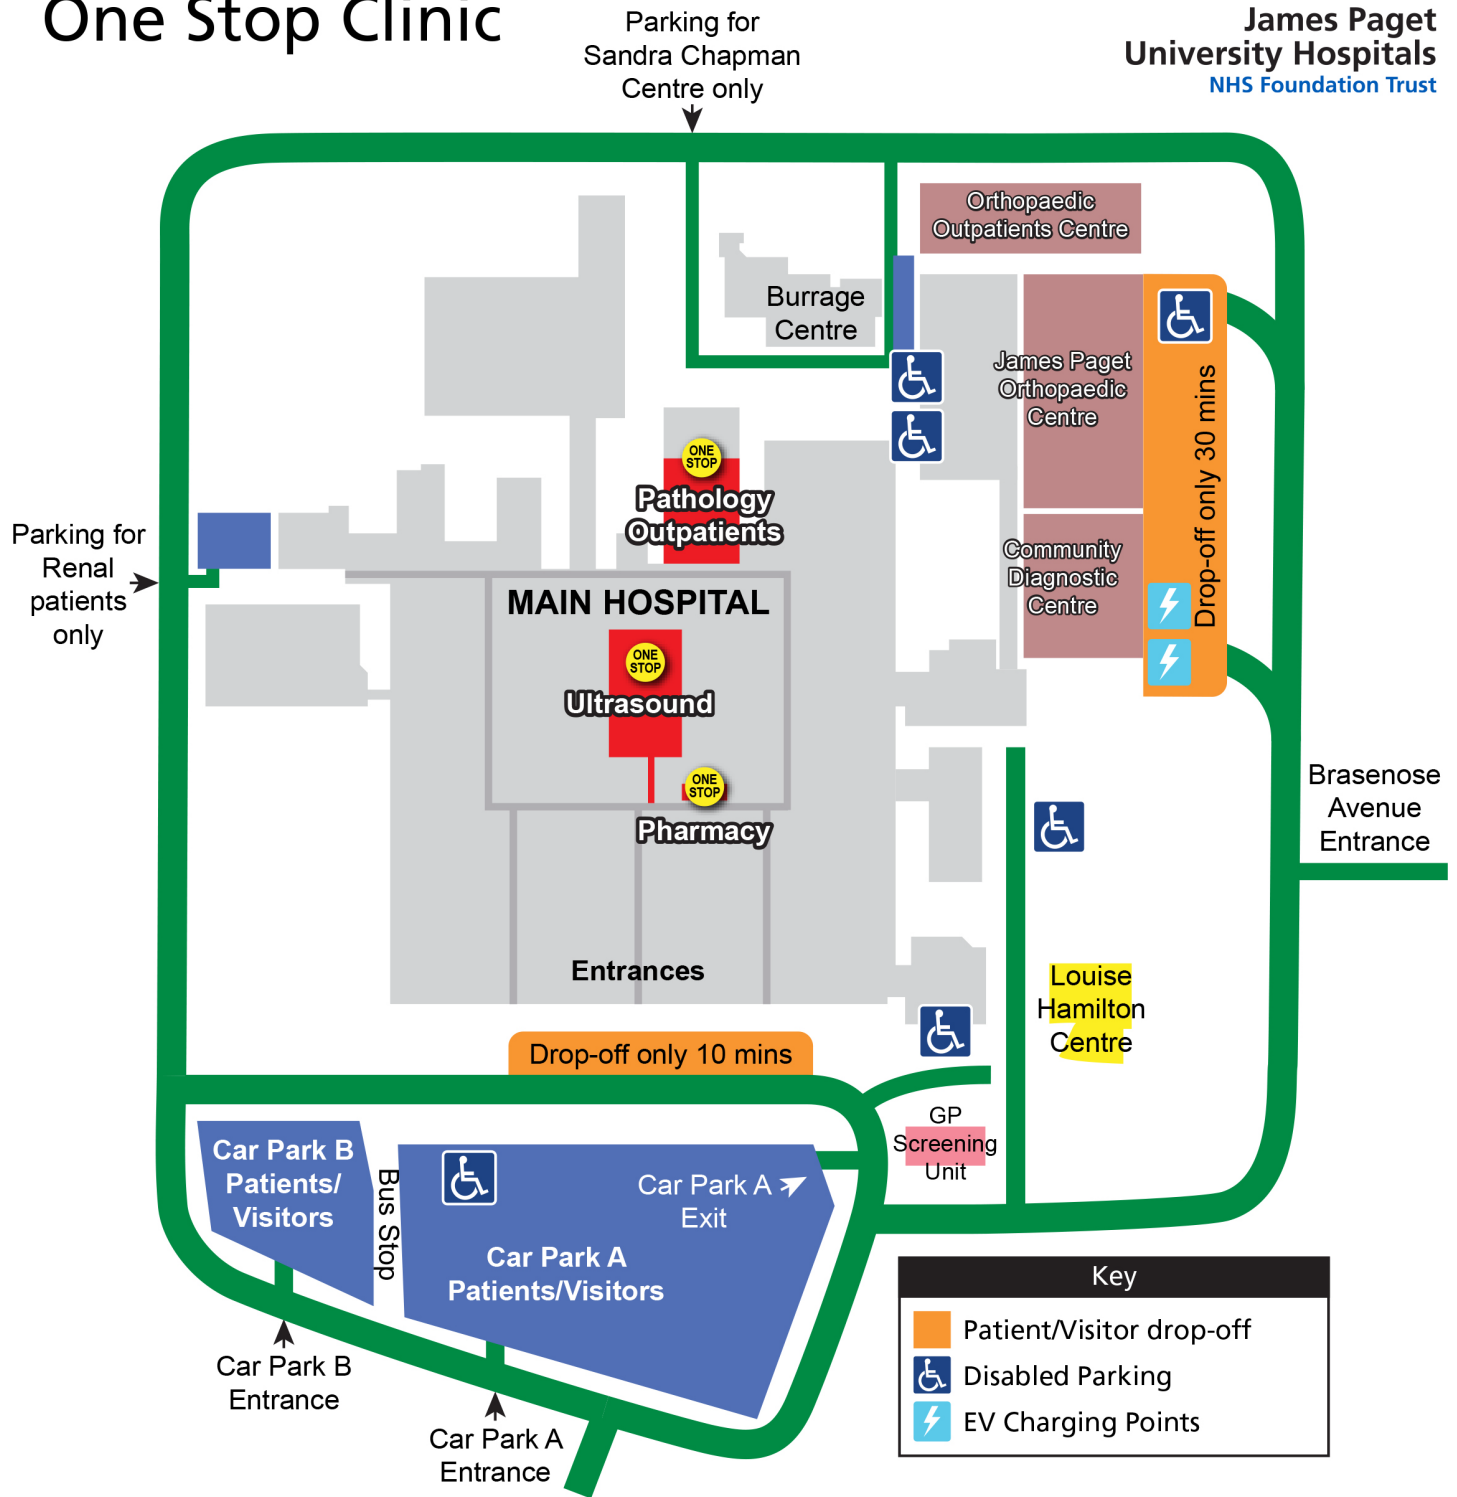 One Stop Clinic
Parking for
Sandra Chapman
Centre only
James Paget
University Hospitals
NHS Foundation Trust
Orthopaedic
Outpatients Centre
Burrage
Centre
James Paget
Orthopaedic
Centre
Drop-off only 30 mins
ONE
STOP
Pathology
Outpatients
Parking for
Renal
patients
only
Community
Diagnostic
Centre
MAIN HOSPITAL
ONE
STOP
Ultrasound
ONE
STOP
Pharmacy
Brasenose
Avenue
Entrance
Entrances
Louise
Hamilton
Centre
Drop-off only 10 mins
GP
Screening
Unit
Car Park B
Patients/
Visitors
Bus Stop
Car Park A
Exit
Car Park A
Patients/Visitors
Car Park B
Entrance
Car Park A
Entrance
Key
Patient/Visitor drop-off
Disabled Parking
EV Charging Points